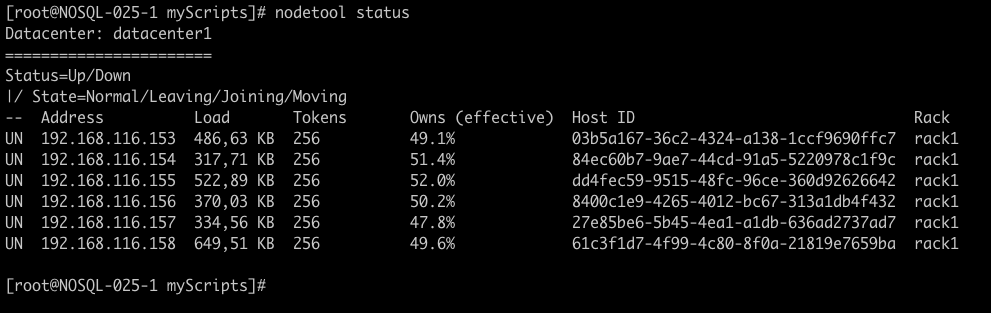 [root@NOSQL-025-1 myScripts]# nodetool status
Datacenter: datacenter1
=======================
Status=Up/Down
|/ State=Normal/Leaving/Joining/Moving
--  Address          Load       Tokens       Owns (effective)  Host ID                               Rack
UN  192.168.116.153  486,63 KB  256          49.1%             03b5a167-36c2-4324-a138-1ccf9690ffc7  rack1
UN  192.168.116.154  317,71 KB  256          51.4%             84ec60b7-9ae7-44cd-91a5-5220978c1f9c  rack1
UN  192.168.116.155  522,89 KB  256          52.0%             dd4fec59-9515-48fc-96ce-360d92626642  rack1
UN  192.168.116.156  370,03 KB  256          50.2%             8400c1e9-4265-4012-bc67-313a1db4f432  rack1
UN  192.168.116.157  334,56 KB  256          47.8%             27e85be6-5b45-4ea1-a1db-636ad2737ad7  rack1
UN  192.168.116.158  649,51 KB  256          49.6%             61c3f1d7-4f99-4c80-8f0a-21819e7659ba  rack1
[root@NOSQL-025-1 myScripts]#